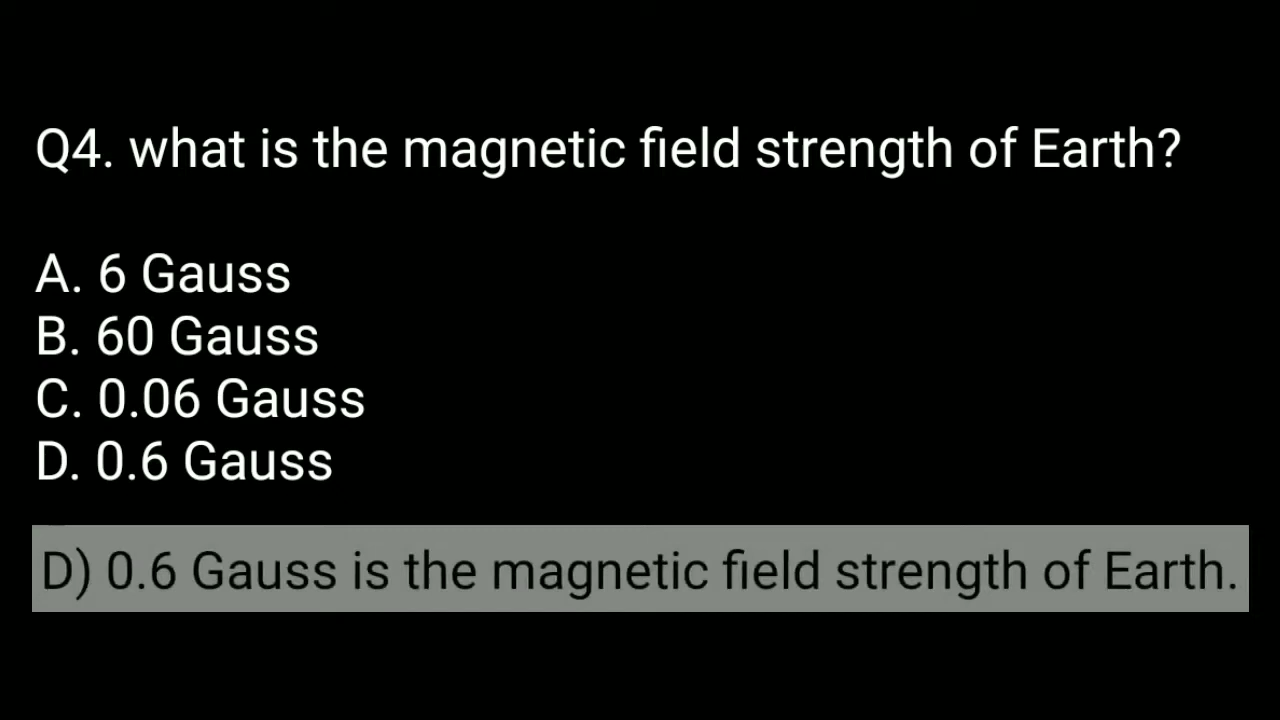 Q4. what is the magnetic field strength of Earth?
A. 6 Gauss
B. 60 Gauss
C. 0.06 Gauss
D. 0.6 Gauss
D) 0.6 Gauss is the magnetic field strength of Earth.